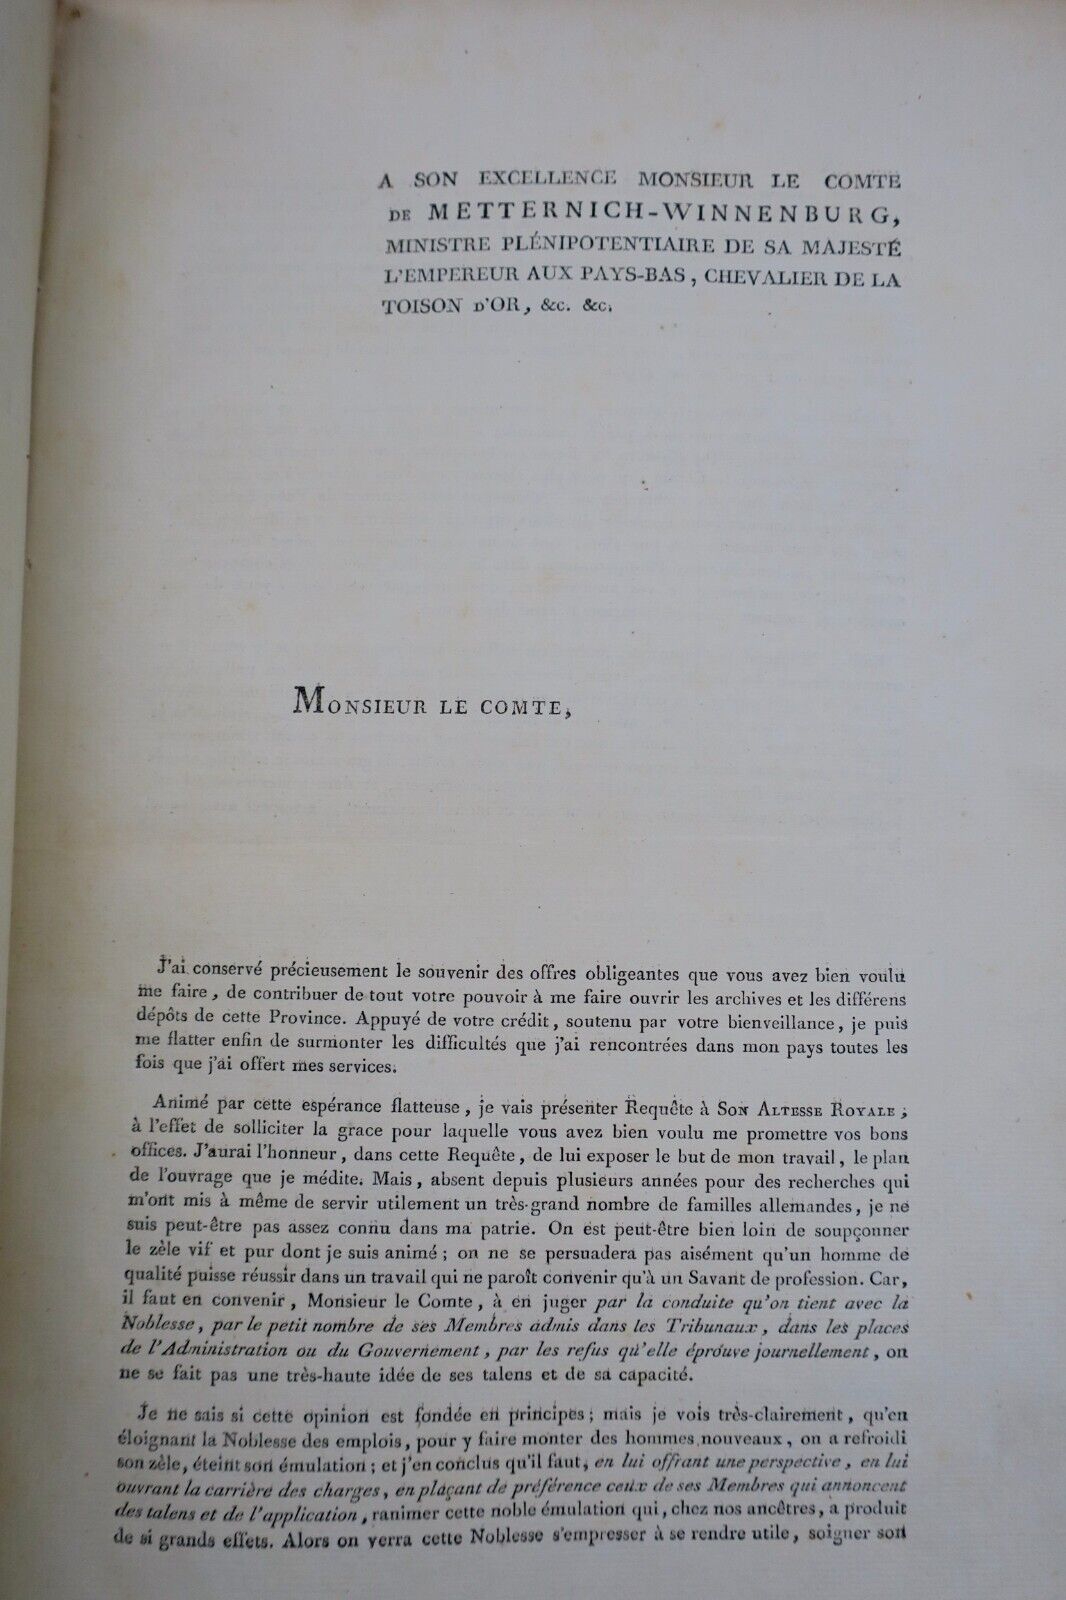 A SON EXCELLENCE MONSIEUR LE COMTE
DE METTERNICH-WINNENBURG,
MINISTRE PLÉNIPOTENTIAIRE DE SA MAJESTÉ
L'EMPEREUR AUX PAYS-BAS, CHEVALIER DE LA
TOISON D'OR, &c. &c.
MONSIEUR LE COMTE,
J'ai conservé précieusement le souvenir des offres obligeantes que vous avez bien voulu
me faire, de contribuer de tout votre pouvoir à me faire ouvrir les archives et les différens
dépôts de cette Province. Appuyé de votre crédit, soutenu par votre bienveillance, je puis
me flatter enfin de surmonter les difficultés que j'ai rencontrées dans mon pays toutes les
fois que j'ai offert mes services.
Animé par cette espérance flatteuse, je vais présenter Requête à SON ALTESSE ROYALE,
à l'effet de solliciter la grace pour laquelle vous avez bien voulu me promettre vos bons
offices. J'aurai l'honneur, dans cette Requête, de lui exposer le but de mon travail, le plan
de l'ouvrage que je médite. Mais, absent depuis plusieurs années pour des recherches qui
m'ont mis à même de servir utilement un très-grand nombre de familles allemandes, je ne
suis peut-être pas assez connu dans ma patrie. On est peut-être bien loin de soupçonner
le zèle vif et pur dont je suis animé; on ne se persuadera pas aisément qu'un homme de
qualité puisse réussir dans un travail qui ne paroît convenir qu'à un Savant de profession. Car,
il faut en convenir, Monsieur le Comte, à en juger par la conduite qu'on tient avec la
Noblesse, par le petit nombre de ses Membres admis dans les Tribunaux, dans les places
de l'Administration ou du Gouvernement, par les refus qu'elle éprouve journellement, on
ne se fait pas une très-haute idée de ses talens et de sa capacité.
Je ne sais si cette opinion est fondée en principes; mais je vois très-clairement, qu'en
éloignant la Noblesse des emplois, pour y faire monter des hommes nouveaux, on a refroidi
son zèle, éteint son émulation; et j'en conclus qu'il faut, en lui offrant une perspective, en lui
ouvrant la carrière des charges, en plaçant de préférence ceux de ses Membres qui annoncent
des talens et de l'application, ranimer cette noble émulation qui, chez nos ancêtres, a produit
de si grands effets. Alors on verra cette Noblesse s'empresser à se rendre utile, soigner son